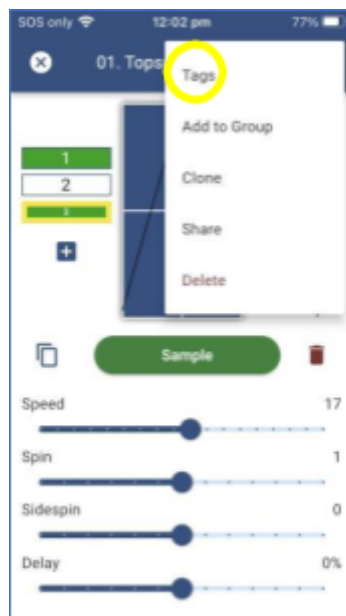 SOS only 12:02 pm 77%
01. Tops
Tags
Add to Group
Clone
Share
Delete
1
2
3
Sample
Speed 17
Spin 1
Sidespin 0
Delay 0%